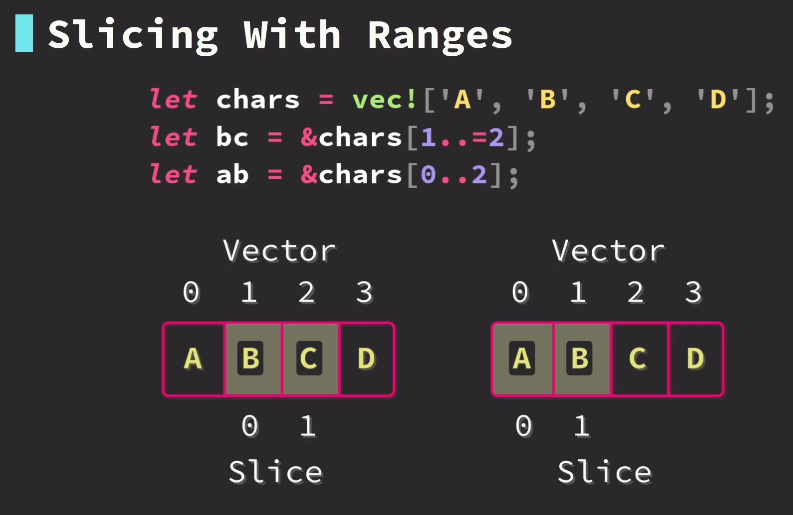 Slicing With Ranges
let chars = vec!['A', 'B', 'C', 'D'];
let bc = &chars[1..=2];
let ab = &chars[0..2];
Vector
0 1 2 3
A B C D
0 1
Slice
Vector
0 1 2 3
A B C D
0 1
Slice